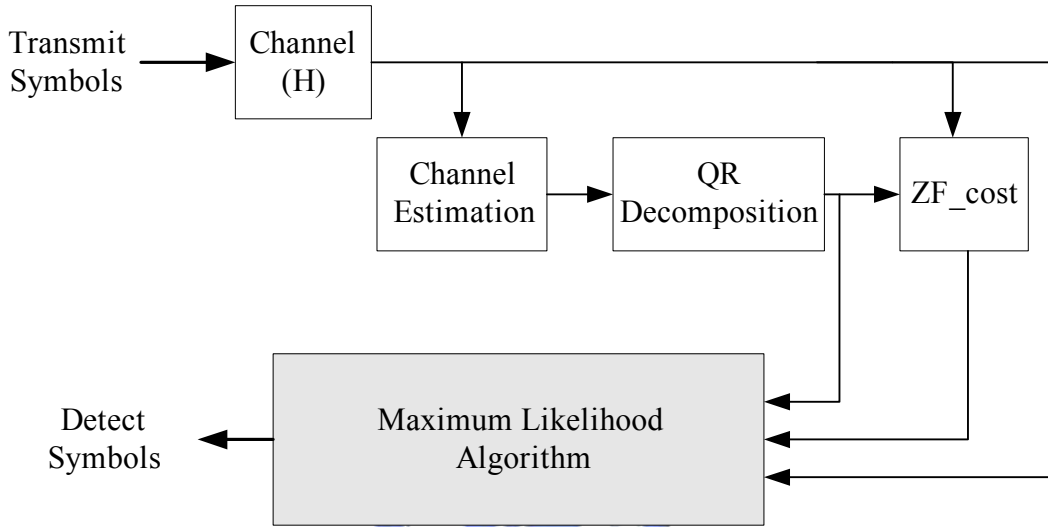 Transmit
Symbols
Channel
(H)
Channel
Estimation
QR
Decomposition
ZF_cost
Detect
Symbols
Maximum Likelihood
Algorithm